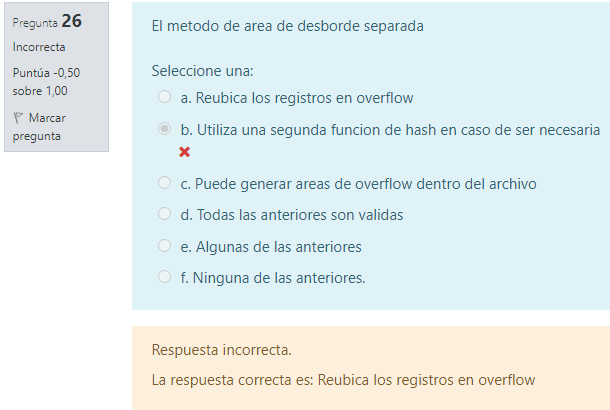 Pregunta 26
Incorrecta
Puntúa -0,50
sobre 1,00
Marcar
pregunta
El metodo de area de desborde separada
Seleccione una:
a. Reubica los registros en overflow
b. Utiliza una segunda funcion de hash en caso de ser necesaria
c. Puede generar areas de overflow dentro del archivo
d. Todas las anteriores son validas
e. Algunas de las anteriores
f. Ninguna de las anteriores.
Respuesta incorrecta.
La respuesta correcta es: Reubica los registros en overflow